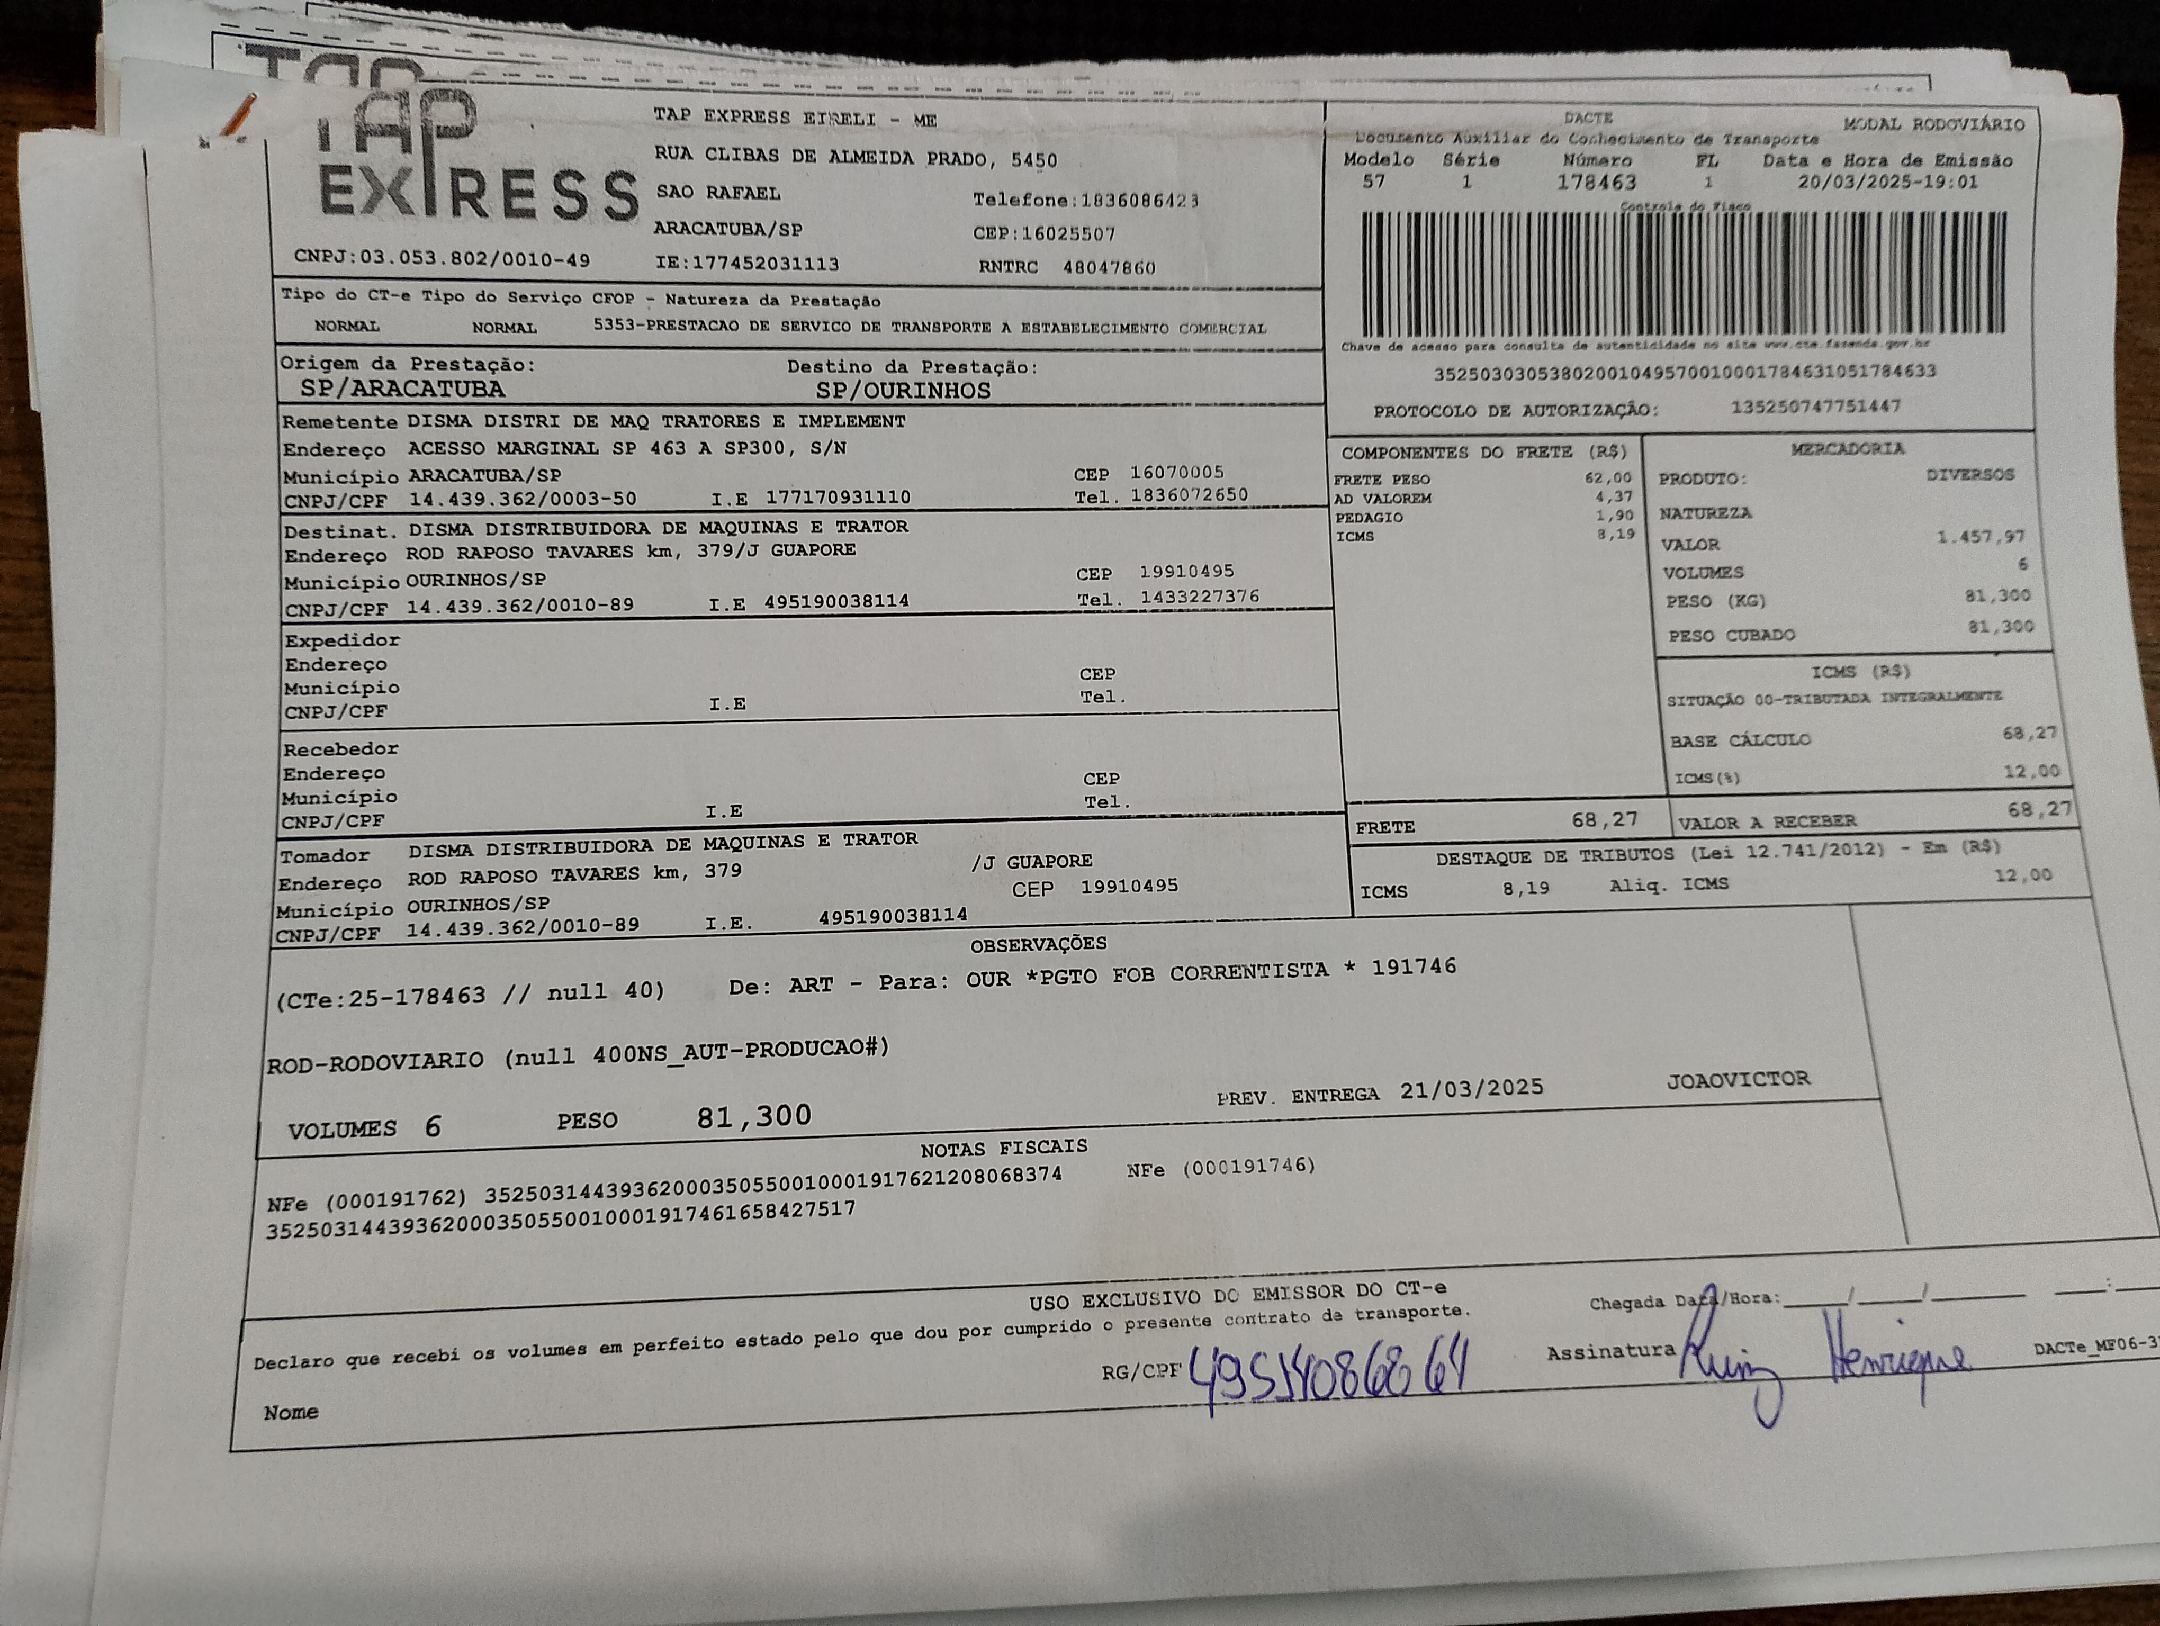 TAP
TAP EXPRESS
TAP EXPRESS EIRELI - ME
RUA CLIBAS DE ALMEIDA PRADO, 5450
SAO RAFAEL Telefone:1836086423
ARACATUBA/SP CEP:16025507
CNPJ:03.053.802/0010-49 IE:177452031113 RNTRC 48047860
DACTE MODAL RODOVIÁRIO
Documento Auxiliar do Conhecimento de Transporte
Modelo Série Número FL Data e Hora de Emissão
57 1 178463 1 20/03/2025-19:01
Controle do Fisco
Chave de acesso para consulta de autenticidade no site www.cte.fazenda.gov.br
35250303053802001049570010001784631051784633
PROTOCOLO DE AUTORIZAÇÃO: 135250747751447
Tipo do CT-e Tipo do Serviço CFOP - Natureza da Prestação
NORMAL NORMAL 5353-PRESTACAO DE SERVICO DE TRANSPORTE A ESTABELECIMENTO COMERCIAL
Origem da Prestação: Destino da Prestação:
SP/ARACATUBA SP/OURINHOS
Remetente DISMA DISTRI DE MAQ TRATORES E IMPLEMENT
Endereço ACESSO MARGINAL SP 463 A SP300, S/N
Município ARACATUBA/SP CEP 16070005
CNPJ/CPF 14.439.362/0003-50 I.E 177170931110 Tel. 1836072650
Destinat. DISMA DISTRIBUIDORA DE MAQUINAS E TRATOR
Endereço ROD RAPOSO TAVARES km, 379/J GUAPORE
Município OURINHOS/SP CEP 19910495
CNPJ/CPF 14.439.362/0010-89 I.E 495190038114 Tel. 1433227376
Expedidor
Endereço
Município CEP
CNPJ/CPF I.E Tel.
Recebedor
Endereço
Município CEP
CNPJ/CPF I.E Tel.
Tomador DISMA DISTRIBUIDORA DE MAQUINAS E TRATOR
Endereço ROD RAPOSO TAVARES km, 379 /J GUAPORE
Município OURINHOS/SP CEP 19910495
CNPJ/CPF 14.439.362/0010-89 I.E. 495190038114
COMPONENTES DO FRETE (R$)
FRETE PESO 62,00
AD VALOREM 4,37
PEDAGIO 1,90
ICMS 8,19
MERCADORIA
PRODUTO: DIVERSOS
NATUREZA
VALOR 1.457,97
VOLUMES 6
PESO (KG) 81,300
PESO CUBADO 81,300
ICMS (R$)
SITUAÇÃO 00-TRIBUTADA INTEGRALMENTE
BASE CÁLCULO 68,27
ICMS(%) 12,00
FRETE 68,27 VALOR A RECEBER 68,27
DESTAQUE DE TRIBUTOS (Lei 12.741/2012) - Em (R$)
ICMS 8,19 Aliq. ICMS 12,00
OBSERVAÇÕES
(CTe:25-178463 // null 40) De: ART - Para: OUR *PGTO FOB CORRENTISTA * 191746
ROD-RODOVIARIO (null 400NS_AUT-PRODUCAO#)
VOLUMES 6 PESO 81,300 PREV. ENTREGA 21/03/2025 JOAOVICTOR
NOTAS FISCAIS
NFe (000191762) 35250314439362000350550010001917621208068374 NFe (000191746)
35250314439362000350550010001917461658427517
USO EXCLUSIVO DO EMISSOR DO CT-e
Declaro que recebi os volumes em perfeito estado pelo que dou por cumprido o presente contrato de transporte.
Chegada Data/Hora:____/____/______ ___:
Nome RG/CPF 49514086864 Assinatura Ruiz Henrique DACTe_MF06-3